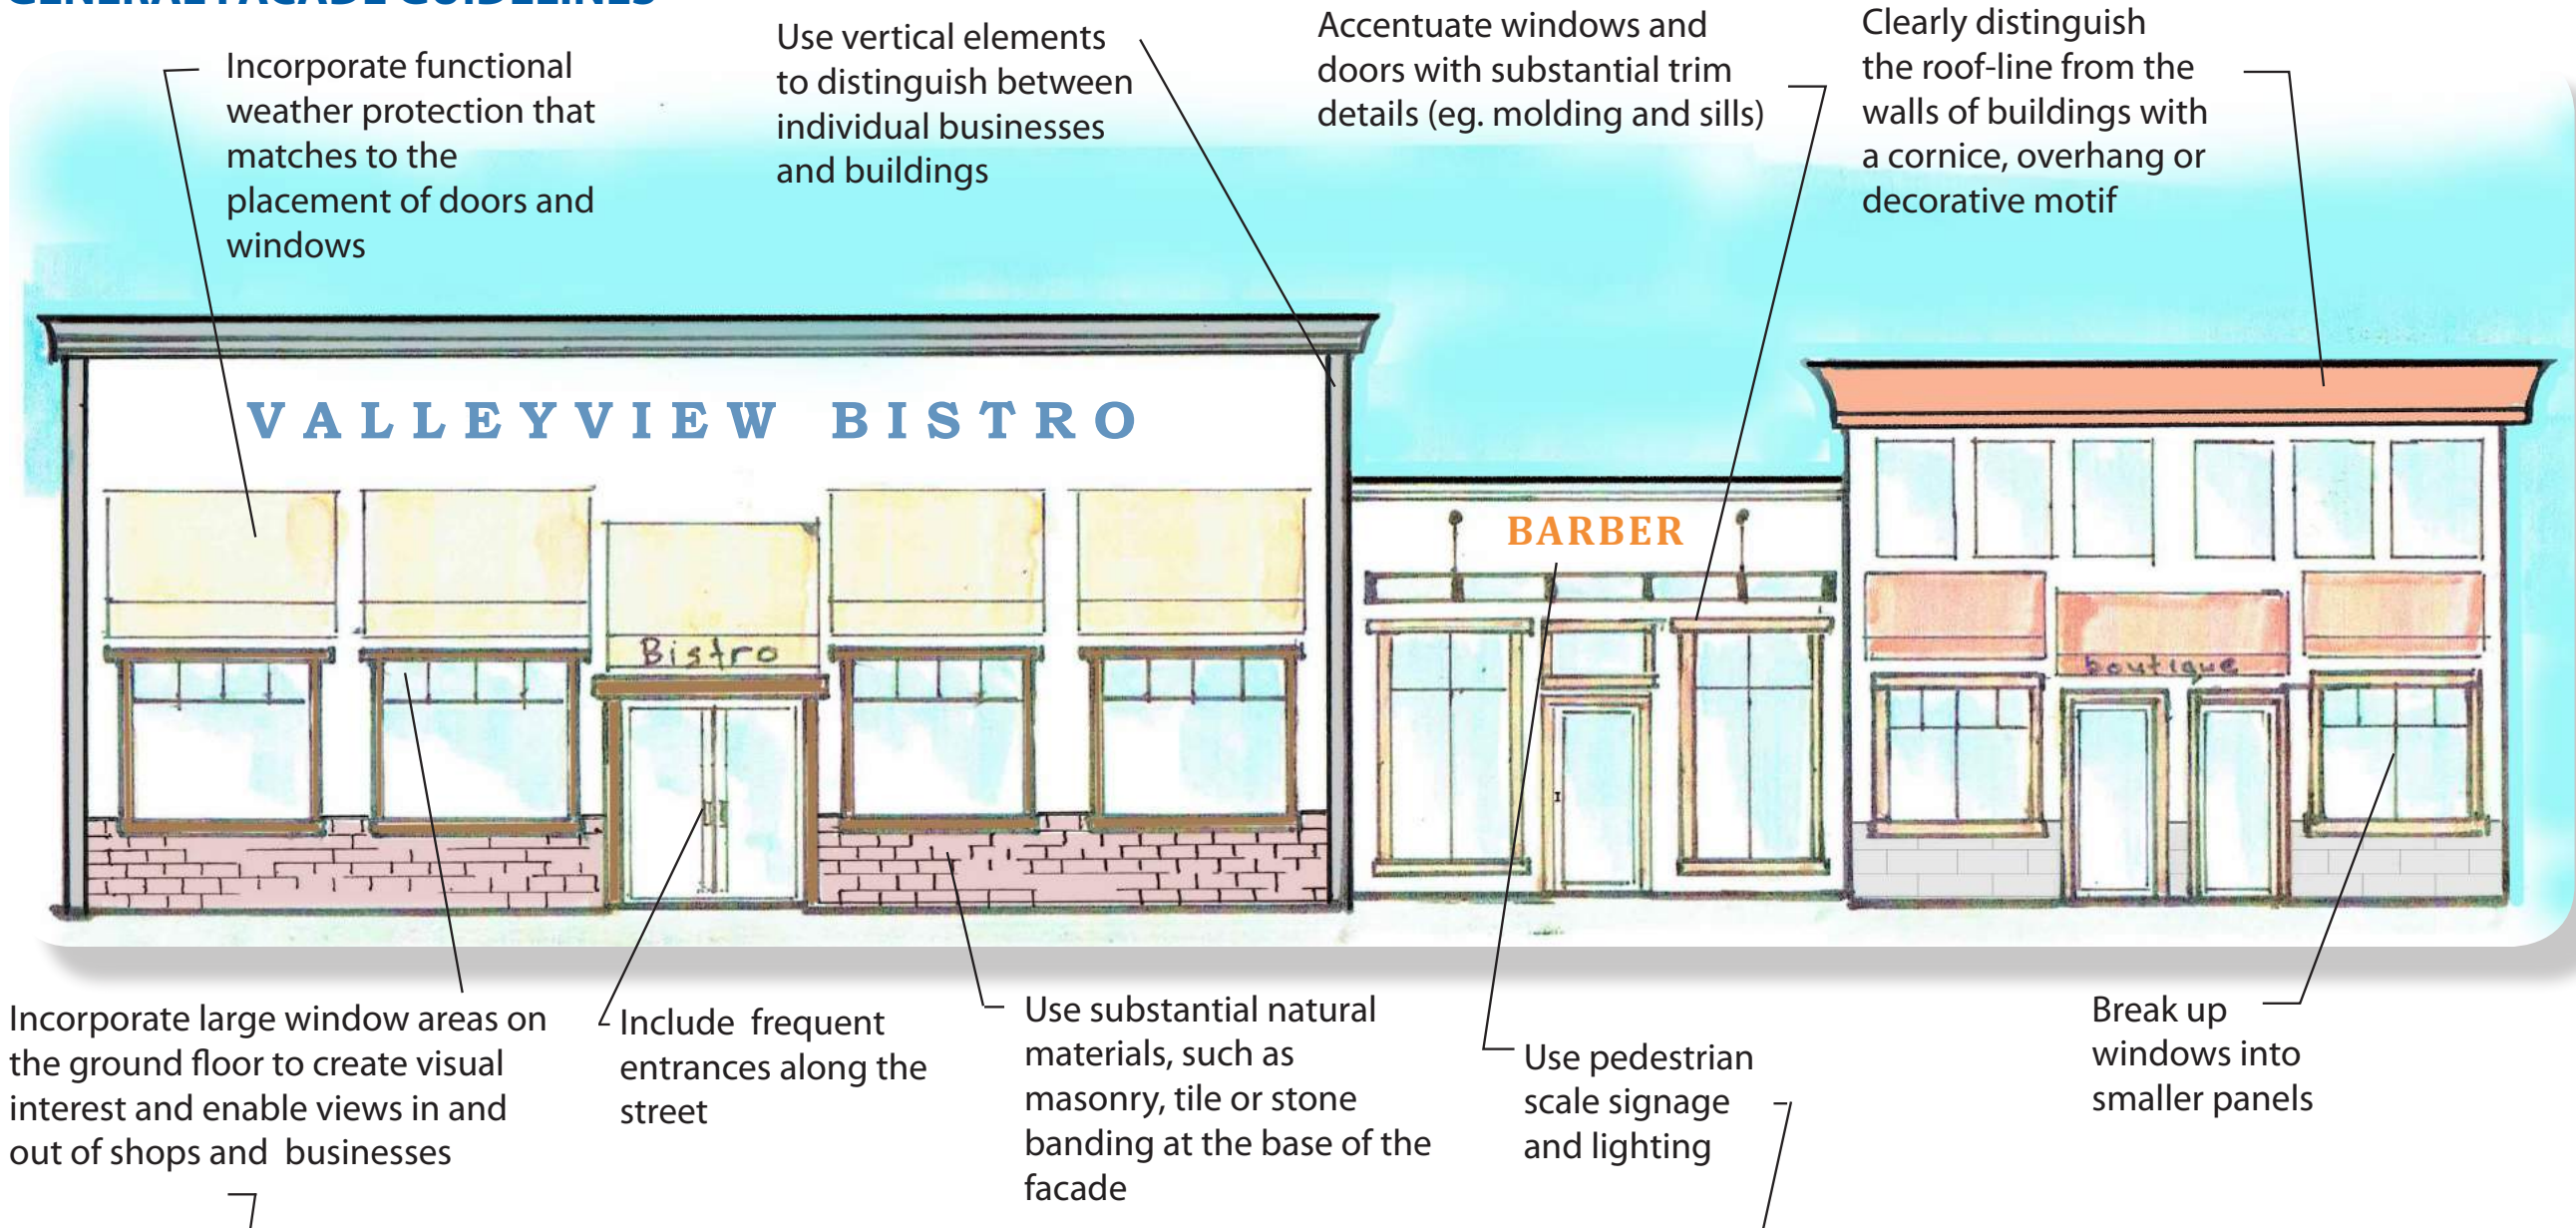 GENERAL FACADE GUIDELINES
Incorporate functional
weather protection that
matches to the
placement of doors and
windows
Use vertical elements
to distinguish between
individual businesses
and buildings
Accentuate windows and
doors with substantial trim
details (eg. molding and sills)
Clearly distinguish
the roof-line from the
walls of buildings with
a cornice, overhang or
decorative motif
VALLEYVIEW BISTRO
Bistro
BARBER
boutique
Incorporate large window areas on
the ground floor to create visual
interest and enable views in and
out of shops and businesses
Include frequent
entrances along the
street
Use substantial natural
materials, such as
masonry, tile or stone
banding at the base of the
facade
Use pedestrian
scale signage
and lighting
Break up
windows into
smaller panels